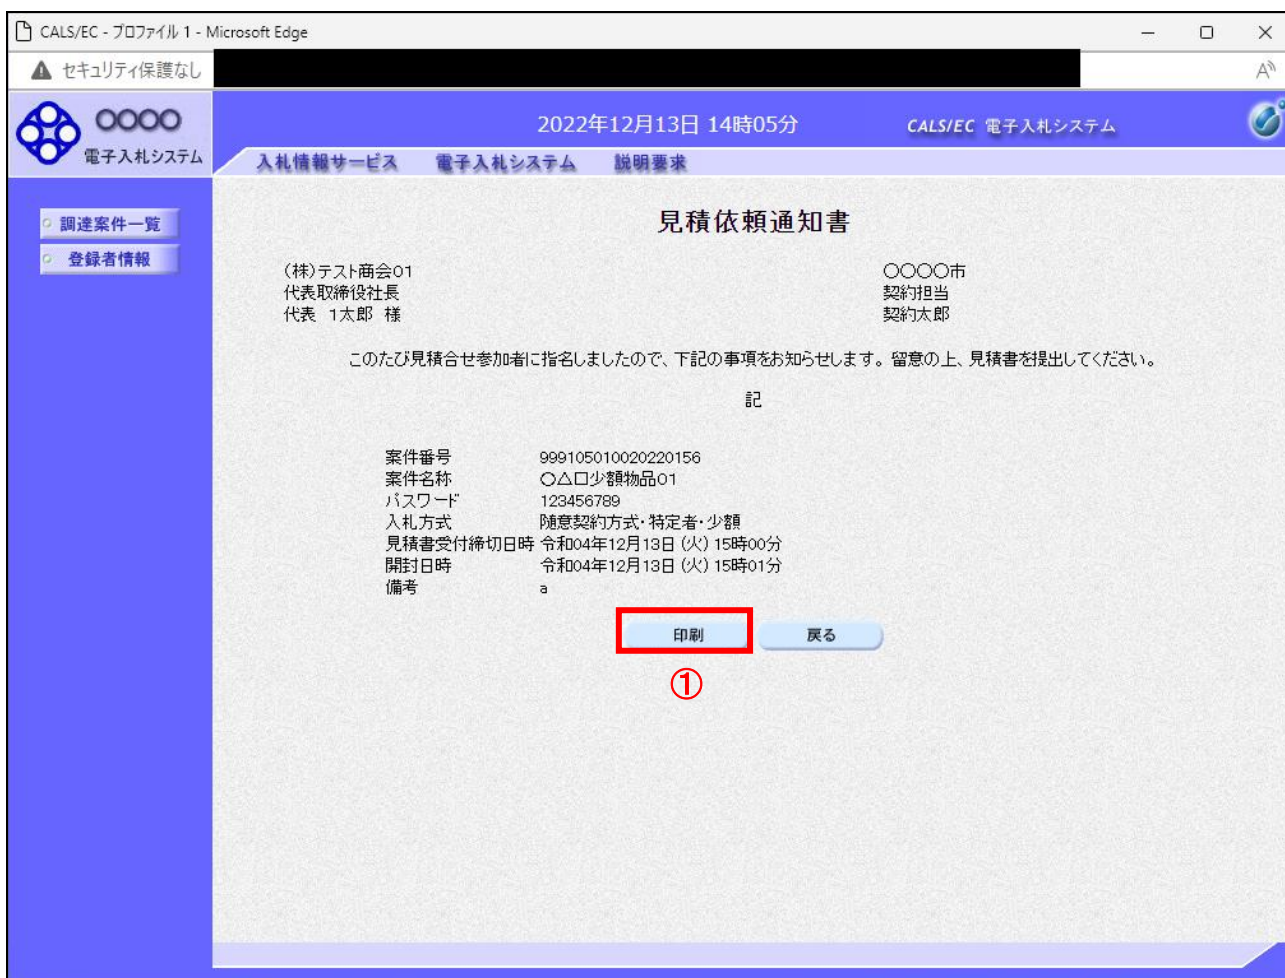 CALS/EC - プロファイル 1 - Microsoft Edge
セキュリティ保護なし
○○○○
電子入札システム
2022年12月13日 14時05分
CALS/EC 電子入札システム
入札情報サービス 電子入札システム 説明要求
調達案件一覧
登録者情報
見積依頼通知書
(株)テスト商会01
代表取締役社長
代表 1太郎 様
○○○○市
契約担当
契約太郎
このたび見積合せ参加者に指名しましたので、下記の事項をお知らせします。留意の上、見積書を提出してください。
記
案件番号 999105010020220156
案件名称 ○△口少額物品01
パスワード 123456789
入札方式 随意契約方式・特定者・少額
見積書受付締切日時 令和04年12月13日 (火) 15時00分
開封日時 令和04年12月13日 (火) 15時01分
備考 a
印刷 戻る
①